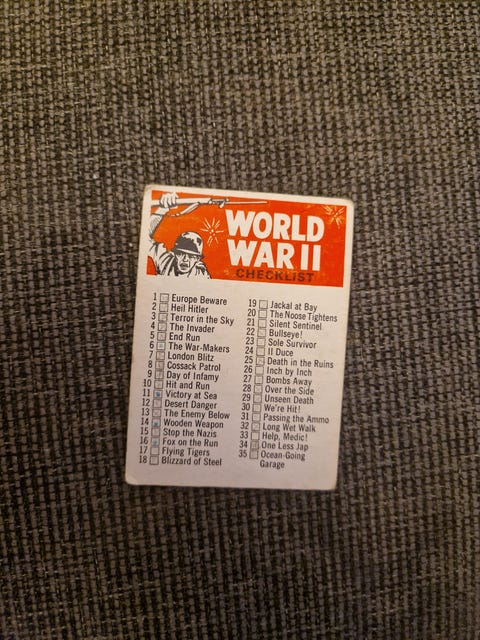 WORLD
WAR II
CHECKLIST
1 Europe Beware
2 Heil Hitler
3 Terror in the Sky
4 The Invader
5 End Run
6 The War-Makers
7 London Blitz
8 Cossack Patrol
9 Day of Infamy
10 Hit and Run
11 Victory at Sea
12 Desert Danger
13 The Enemy Below
14 Wooden Weapon
15 Stop the Nazis
16 Fox on the Run
17 Flying Tigers
18 Blizzard of Steel
19 Jackal at Bay
20 The Noose Tightens
21 Silent Sentinel
22 Bullseye!
23 Sole Survivor
24 Il Duce
25 Death in the Ruins
26 Inch by Inch
27 Bombs Away
28 Over the Side
29 Unseen Death
30 We're Hit!
31 Passing the Ammo
32 Long Wet Walk
33 Help, Medic!
34 One Less Jap
35 Ocean-Going
Garage